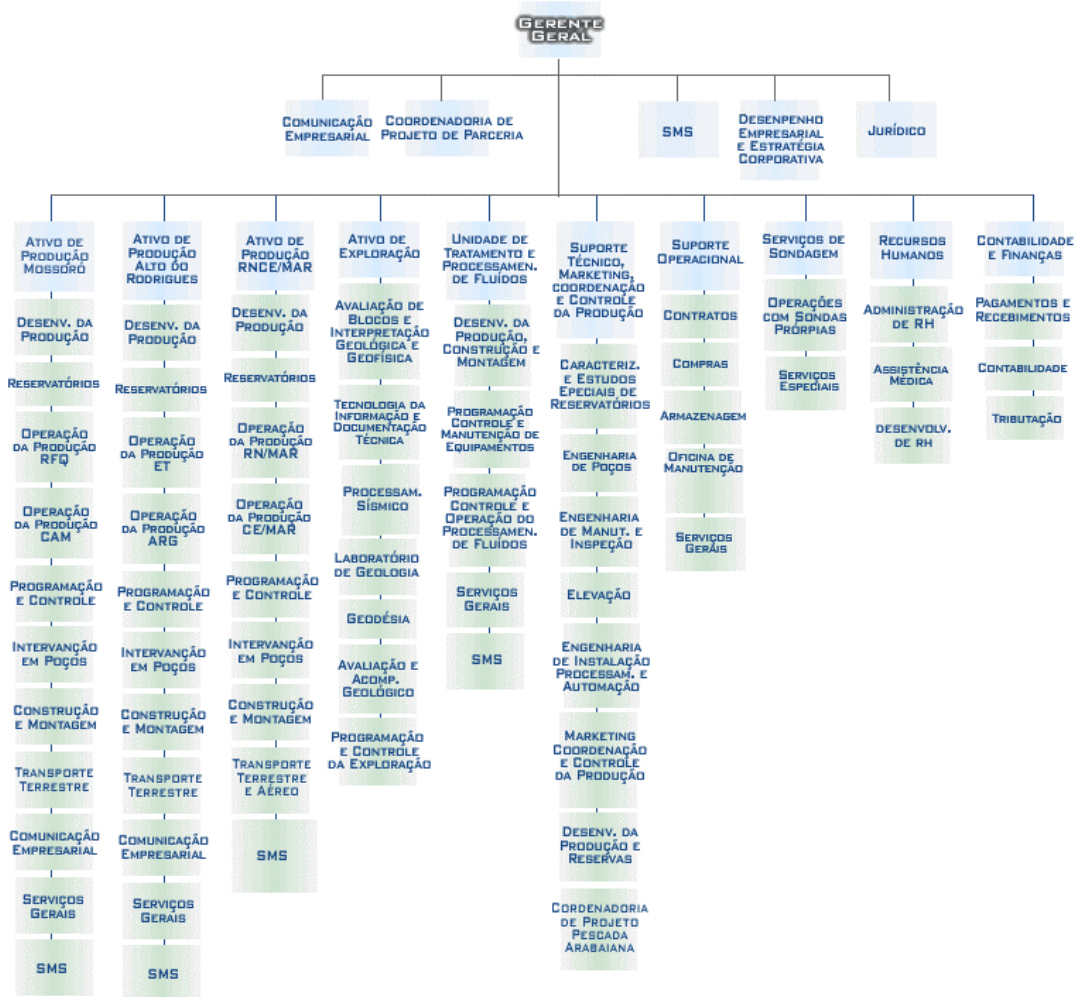 GERENTE
GERAL
COMUNICAÇÃO
EMPRESARIAL
COORDENADORIA DE
PROJETO DE PARCERIA
SMS
DESENPENHO
EMPRESARIAL
E ESTRATÉGIA
CORPORATIVA
JURÍDICO
ATIVO DE
PRODUÇÃO
MOSSORÓ
DESENV. DA
PRODUÇÃO
RESERVATÓRIOS
OPERAÇÃO
DA PRODUÇÃO
RFQ
OPERAÇÃO
DA PRODUÇÃO
CAM
PROGRAMAÇÃO
E CONTROLE
INTERVANÇÃO
EM POÇOS
CONSTRUÇÃO
E MONTAGEM
TRANSPORTE
TERRESTRE
COMUNICAÇÃO
EMPRESARIAL
SERVIÇOS
GERAIS
SMS
ATIVO DE
PRODUÇÃO
ALTO DO
RODRIGUES
DESENV. DA
PRODUÇÃO
RESERVATÓRIOS
OPERAÇÃO
DA PRODUÇÃO
ET
OPERAÇÃO
DA PRODUÇÃO
ARG
PROGRAMAÇÃO
E CONTROLE
INTERVANÇÃO
EM POÇOS
CONSTRUÇÃO
E MONTAGEM
TRANSPORTE
TERRESTRE
COMUNICAÇÃO
EMPRESARIAL
SERVIÇOS
GERAIS
SMS
ATIVO DE
PRODUÇÃO
RNCE/MAR
DESENV. DA
PRODUÇÃO
RESERVATÓRIOS
OPERAÇÃO
DA PRODUÇÃO
RN/MAR
OPERAÇÃO
DA PRODUÇÃO
CE/MAR
PROGRAMAÇÃO
E CONTROLE
INTERVANÇÃO
EM POÇOS
CONSTRUÇÃO
E MONTAGEM
TRANSPORTE
TERRESTRE
E AÉREO
SMS
ATIVO DE
EXPLORAÇÃO
AVALIAÇÃO DE
BLOCOS E
INTERPRETAÇÃO
GEOLÓGICA E
GEOFÍSICA
TECNOLOGIA DA
INFORMAÇÃO E
DOCUMENTAÇÃO
TÉCNICA
PROCESSAM.
SÍSMICO
LABORATÓRIO
DE GEOLOGIA
GEODÉSIA
AVALIAÇÃO E
ACOMP.
GEOLÓGICO
PROGRAMAÇÃO
E CONTROLE
DA EXPLORAÇÃO
UNIDADE DE
TRATAMENTO E
PROCESSAMEN.
DE FLUÍDOS
DESENV. DA
PRODUÇÃO,
CONSTRUÇÃO E
MONTAGEM
PROGRAMAÇÃO
CONTROLE E
MANUTENÇÃO DE
EQUIPAMENTOS
PROGRAMAÇÃO
CONTROLE E
OPERAÇÃO DO
PROCESSAMEN.
DE FLUÍDOS
SERVIÇOS
GERAIS
SMS
SUPORTE
TÉCNICO,
MARKETING,
COORDENAÇÃO
E CONTROLE
DA PRODUÇÃO
CARACTERIZ.
E ESTUDOS
EPECIAIS DE
RESERVATÓRIOS
ENGENHARIA
DE POÇOS
ENGENHARIA
DE MANUT. E
INSPEÇÃO
ELEVAÇÃO
ENGENHARIA
DE INSTALAÇÃO
PROCESSAM. E
AUTOMAÇÃO
MARKETING
COORDENAÇÃO
E CONTROLE
DA PRODUÇÃO
DESENV. DA
PRODUÇÃO E
RESERVAS
CORDENADORIA
DE PROJETO
PESCADA
ARABAIANA
SUPORTE
OPERACIONAL
CONTRATOS
COMPRAS
ARMAZENAGEM
OFICINA DE
MANUTENÇÃO
SERVIÇOS
GERAIS
SERVIÇOS DE
SONDAGEM
OPERAÇÕES
COM SONDAS
PRÓRPIAS
SERVIÇOS
ESPECIAIS
RECURSOS
HUMANOS
ADMINISTRAÇÃO
DE RH
ASSISTÊNCIA
MÉDICA
DESENVOLV.
DE RH
CONTABILIDADE
E FINANÇAS
PAGAMENTOS E
RECEBIMENTOS
CONTABILIDADE
TRIBUTAÇÃO